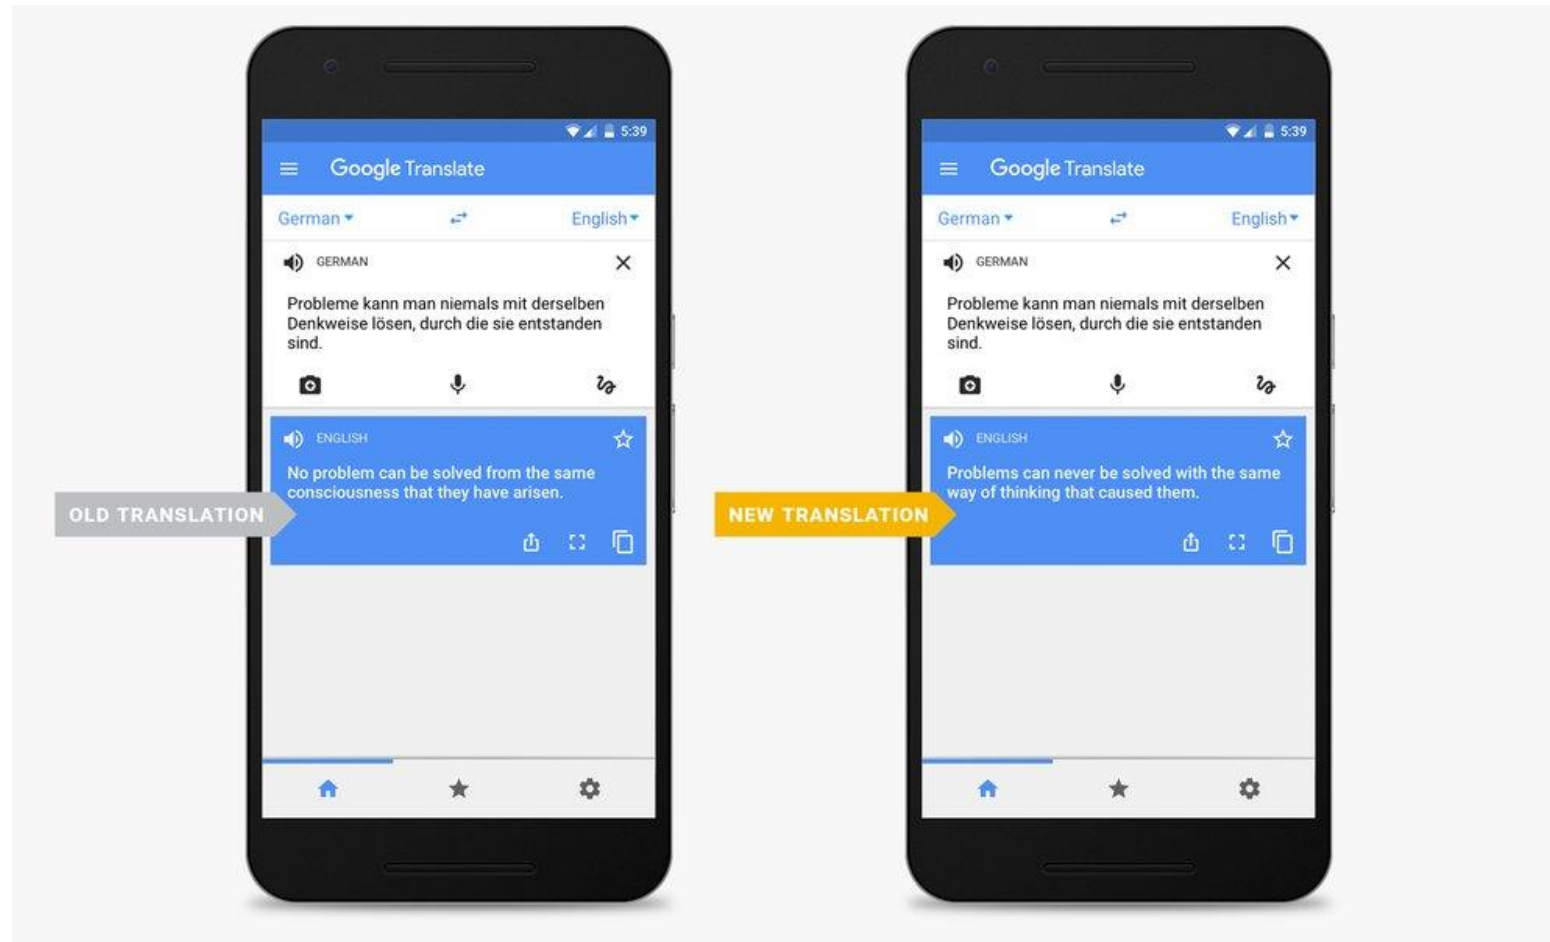 5:39
Google Translate
German
English
GERMAN
Probleme kann man niemals mit derselben
Denkweise lösen, durch die sie entstanden
sind.
ENGLISH
No problem can be solved from the same
consciousness that they have arisen.
OLD TRANSLATION
5:39
Google Translate
German
English
GERMAN
Probleme kann man niemals mit derselben
Denkweise lösen, durch die sie entstanden
sind.
ENGLISH
Problems can never be solved with the same
way of thinking that caused them.
NEW TRANSLATION